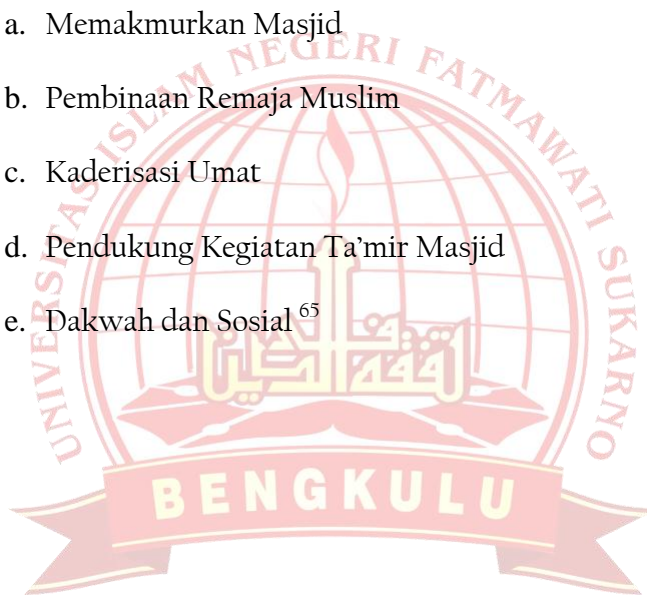 a. Memakmurkan Masjid
b. Pembinaan Remaja Muslim
c. Kaderisasi Umat
d. Pendukung Kegiatan Ta'mir Masjid
e. Dakwah dan Sosial 65
UNIVERSITAS ISLAM NEGERI FATMAWATI SUKARNO
BENGKULU